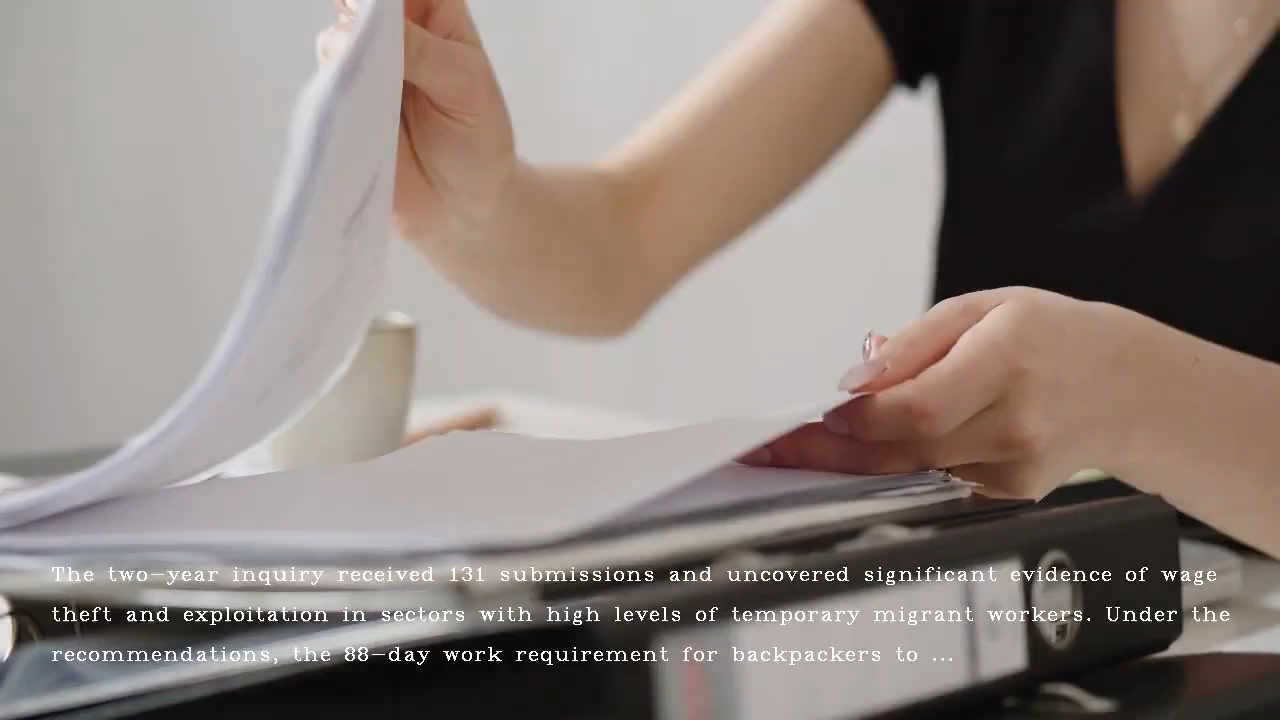 The two-year inquiry received 131 submissions and uncovered significant evidence of wage
theft and exploitation in sectors with high levels of temporary migrant workers. Under the
recommendations, the 88-day work requirement for backpackers to ...